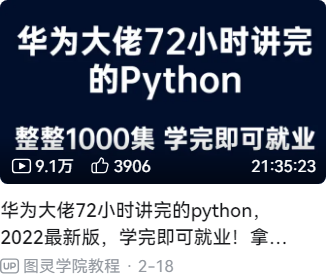 华为大佬72小时讲完
的Python
整整1000集 学完即可就业
9.1万 3906 21:35:23
华为大佬72小时讲完的python，
2022最新版，学完即可就业！拿...
UP 图灵学院教程 · 2-18